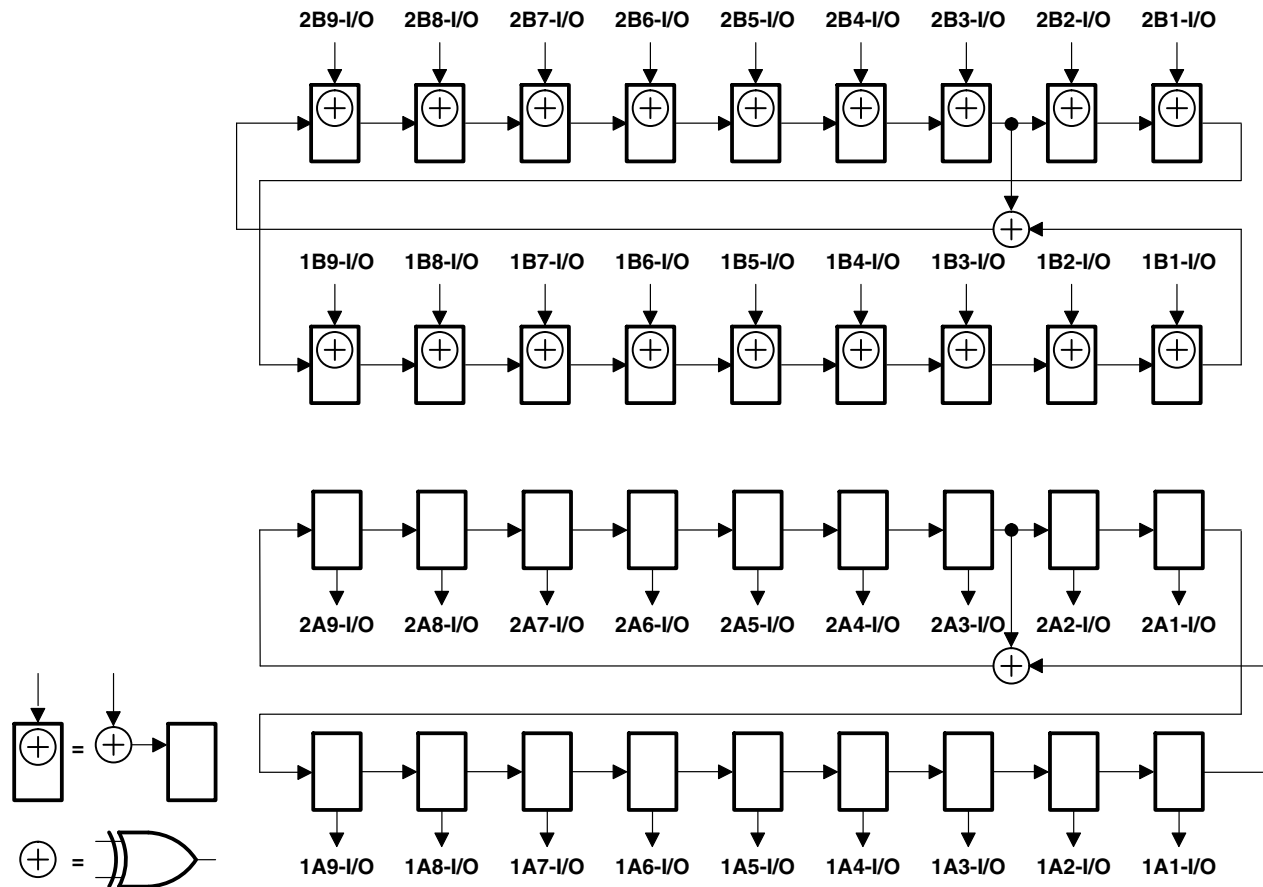 2B9-I/O 2B8-I/O 2B7-I/O 2B6-I/O 2B5-I/O 2B4-I/O 2B3-I/O 2B2-I/O 2B1-I/O
1B9-I/O 1B8-I/O 1B7-I/O 1B6-I/O 1B5-I/O 1B4-I/O 1B3-I/O 1B2-I/O 1B1-I/O
2A9-I/O 2A8-I/O 2A7-I/O 2A6-I/O 2A5-I/O 2A4-I/O 2A3-I/O 2A2-I/O 2A1-I/O
=
=
1A9-I/O 1A8-I/O 1A7-I/O 1A6-I/O 1A5-I/O 1A4-I/O 1A3-I/O 1A2-I/O 1A1-I/O